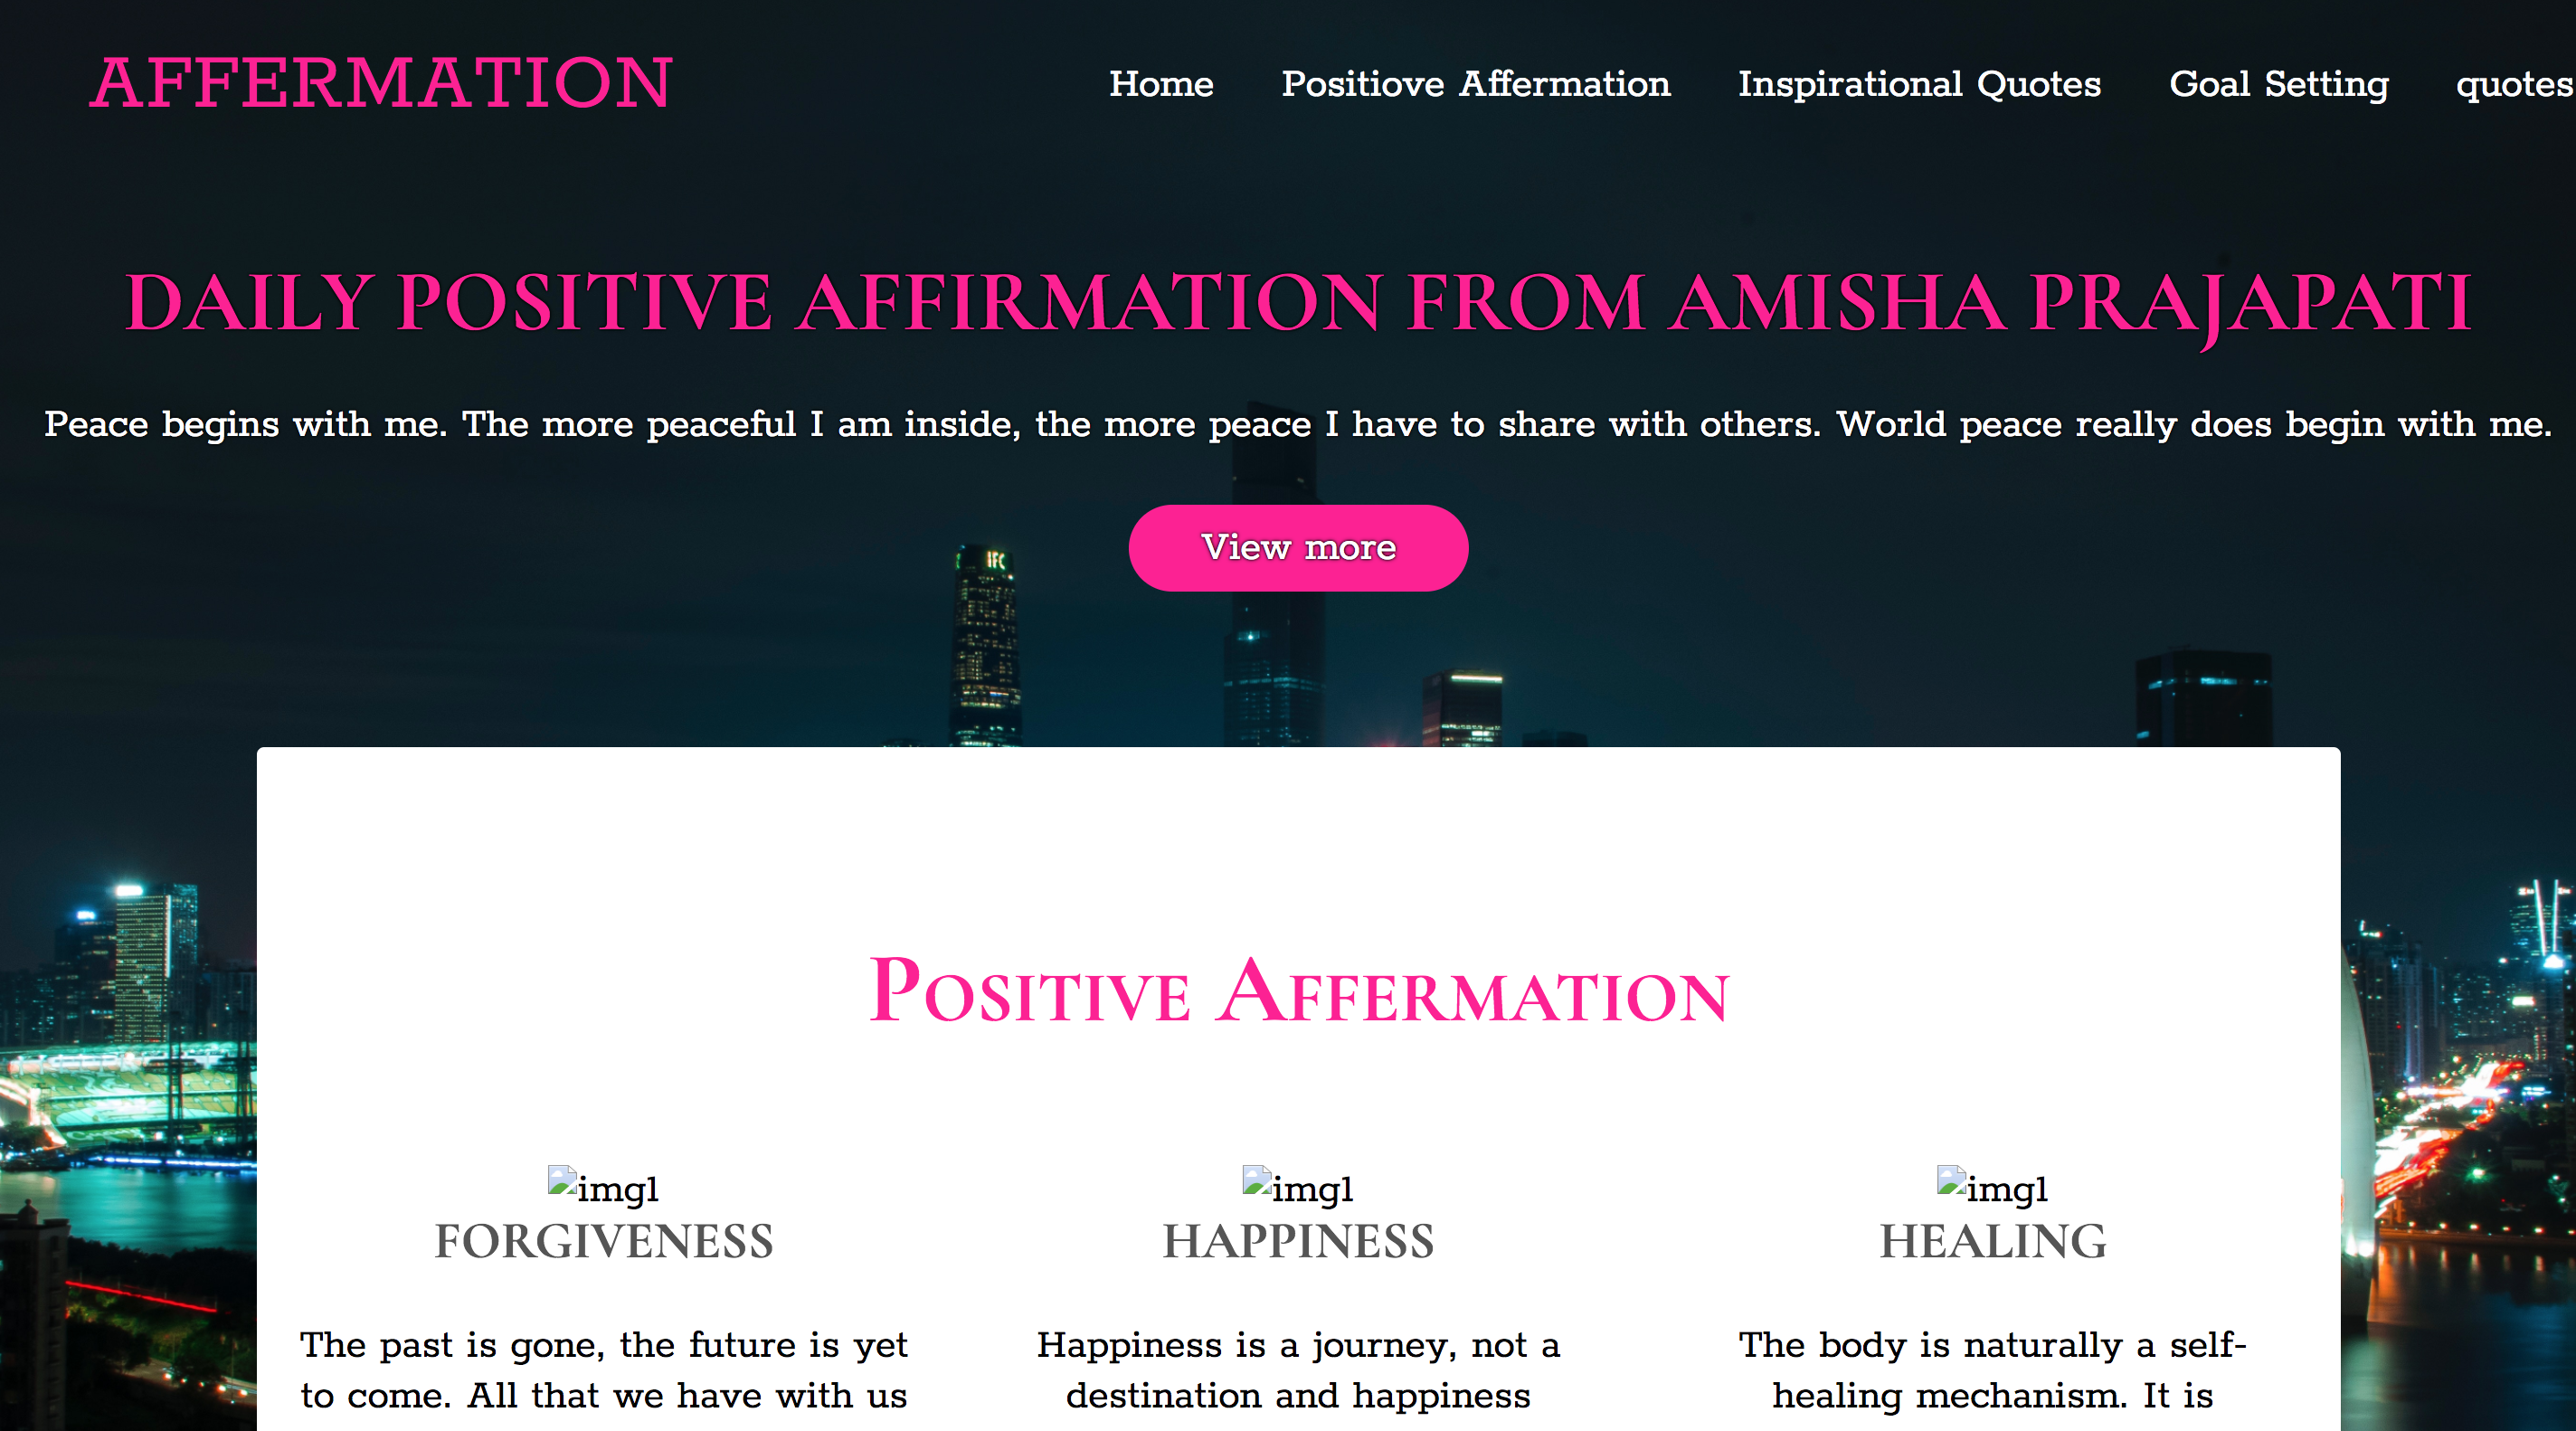 AFFERMATION
Home Positiove Affermation Inspirational Quotes Goal Setting quotes
DAILY POSITIVE AFFIRMATION FROM AMISHA PRAJAPATI
Peace begins with me. The more peaceful I am inside, the more peace I have to share with others. World peace really does begin with me.
View more
IFC
Positive Affermation
img1 img1 img1
FORGIVENESS HAPPINESS HEALING
The past is gone, the future is yet
to come. All that we have with us
Happiness is a journey, not a
destination and happiness
The body is naturally a self-
healing mechanism. It is